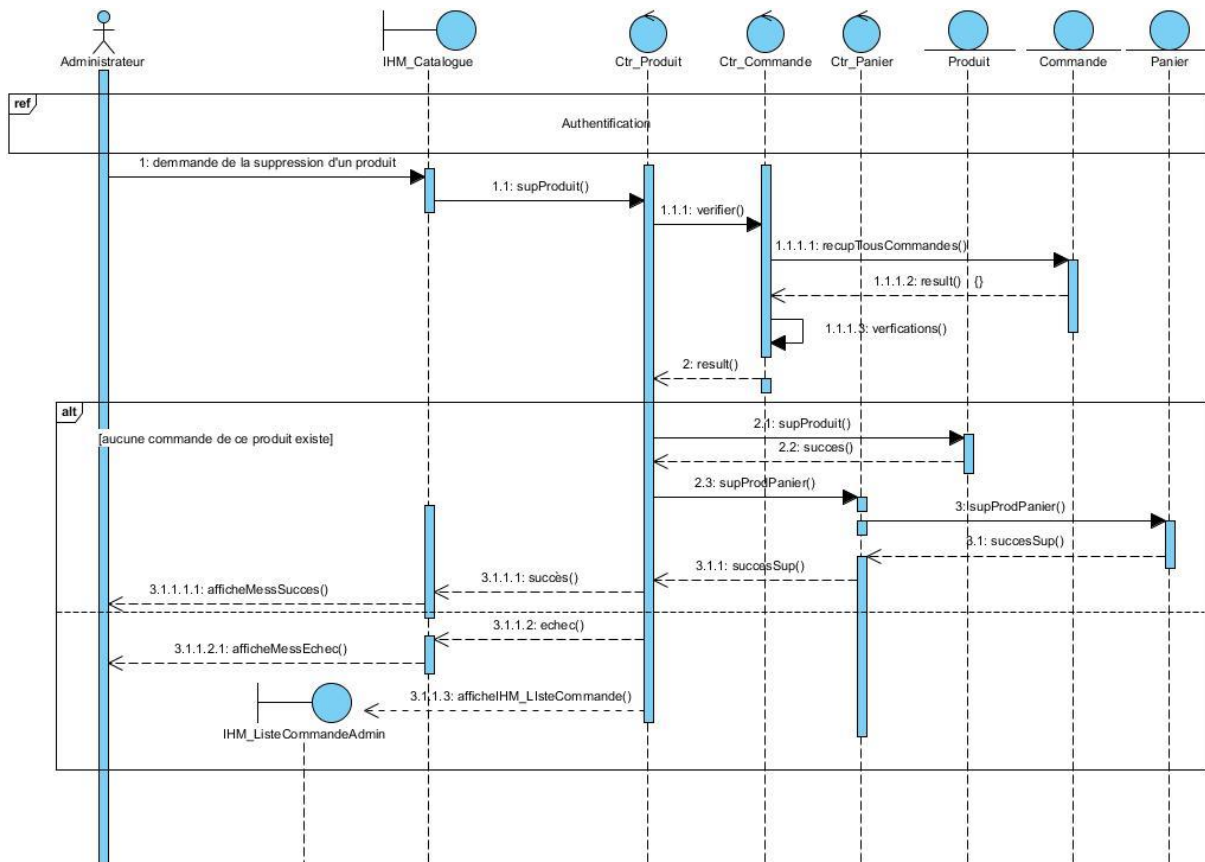 Administrateur
IHM_Catalogue
Ctr_Produit
Ctr_Commande
Ctr_Panier
Produit
Commande
Panier
ref
Authentification
1: demmande de la suppression d'un produit
1.1: supProduit()
1.1.1: verifier()
1.1.1.1: recupTousCommandes()
1.1.1.2: result() {}
1.1.1.3: verfications()
2: result()
alt
[aucune commande de ce produit existe]
2.1: supProduit()
2.2: succes()
2.3: supProdPanier()
3: supProdPanier()
3.1: succesSup()
3.1.1: succesSup()
3.1.1.1: succès()
3.1.1.1.1: afficheMessSucces()
3.1.1.2: echec()
3.1.1.2.1: afficheMessEchec()
3.1.1.3: afficheIHM_LIsteCommande()
IHM_ListeCommandeAdmin